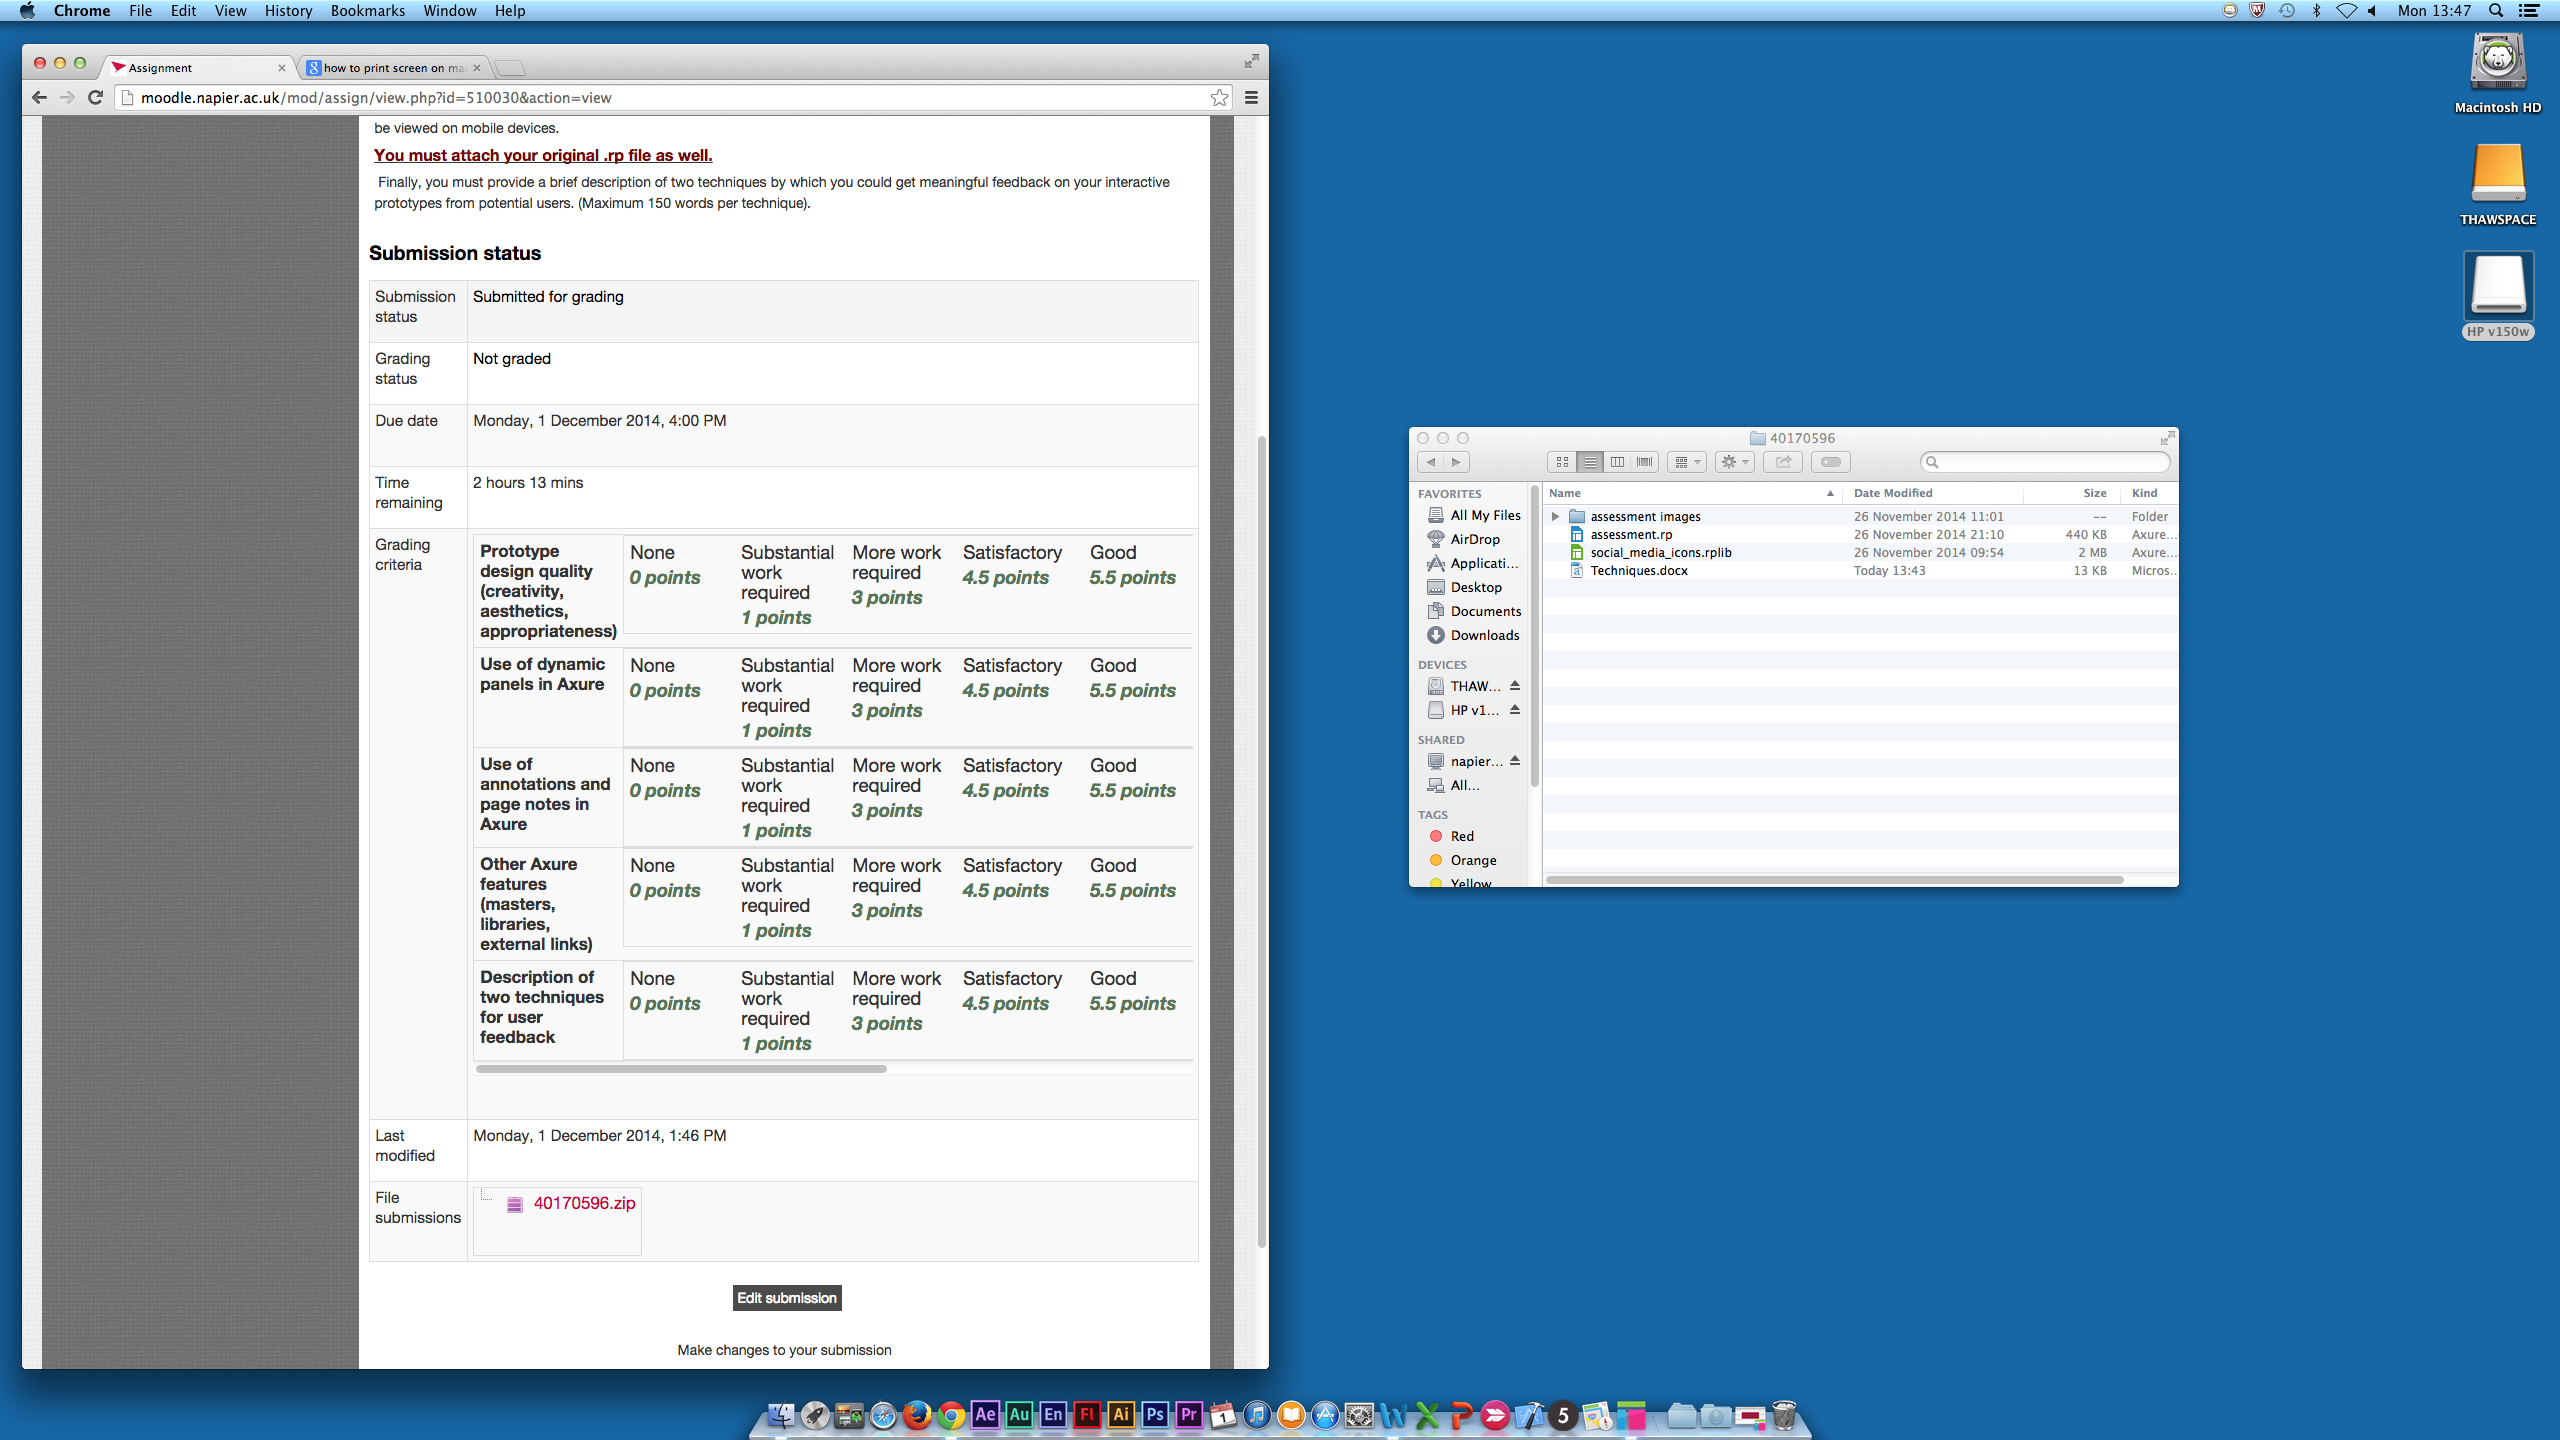 Chrome File Edit View History Bookmarks Window Help
Mon 13:47
Assignment
how to print screen on ma
moodle.napier.ac.uk/mod/assign/view.php?id=510030&action=view
be viewed on mobile devices.
You must attach your original .rp file as well.
Finally, you must provide a brief description of two techniques by which you could get meaningful feedback on your interactive
prototypes from potential users. (Maximum 150 words per technique).
Submission status
Submission
status
Submitted for grading
Grading
status
Not graded
Due date
Monday, 1 December 2014, 4:00 PM
Time
remaining
2 hours 13 mins
Grading
criteria
Prototype
design quality
(creativity,
aesthetics,
appropriateness)
None
0 points
Substantial
work
required
1 points
More work
required
3 points
Satisfactory
4.5 points
Good
5.5 points
Use of dynamic
panels in Axure
None
0 points
Substantial
work
required
1 points
More work
required
3 points
Satisfactory
4.5 points
Good
5.5 points
Use of
annotations and
page notes in
Axure
None
0 points
Substantial
work
required
1 points
More work
required
3 points
Satisfactory
4.5 points
Good
5.5 points
Other Axure
features
(masters,
libraries,
external links)
None
0 points
Substantial
work
required
1 points
More work
required
3 points
Satisfactory
4.5 points
Good
5.5 points
Description of
two techniques
for user
feedback
None
0 points
Substantial
work
required
1 points
More work
required
3 points
Satisfactory
4.5 points
Good
5.5 points
Last
modified
Monday, 1 December 2014, 1:46 PM
File
submissions
40170596.zip
Edit submission
Make changes to your submission
Macintosh HD
THAWSPACE
HP v150w
40170596
FAVORITES
All My Files
AirDrop
Applicati...
Desktop
Documents
Downloads
DEVICES
THAW...
HP v1...
SHARED
napier...
All...
TAGS
Red
Orange
Yellow
Name Date Modified Size Kind
assessment images 26 November 2014 11:01 -- Folder
assessment.rp 26 November 2014 21:10 440 KB Axure...
social_media_icons.rplib 26 November 2014 09:54 2 MB Axure...
Techniques.docx Today 13:43 13 KB Micros...
Ae Au En Fl Ai Ps Pr 1 5